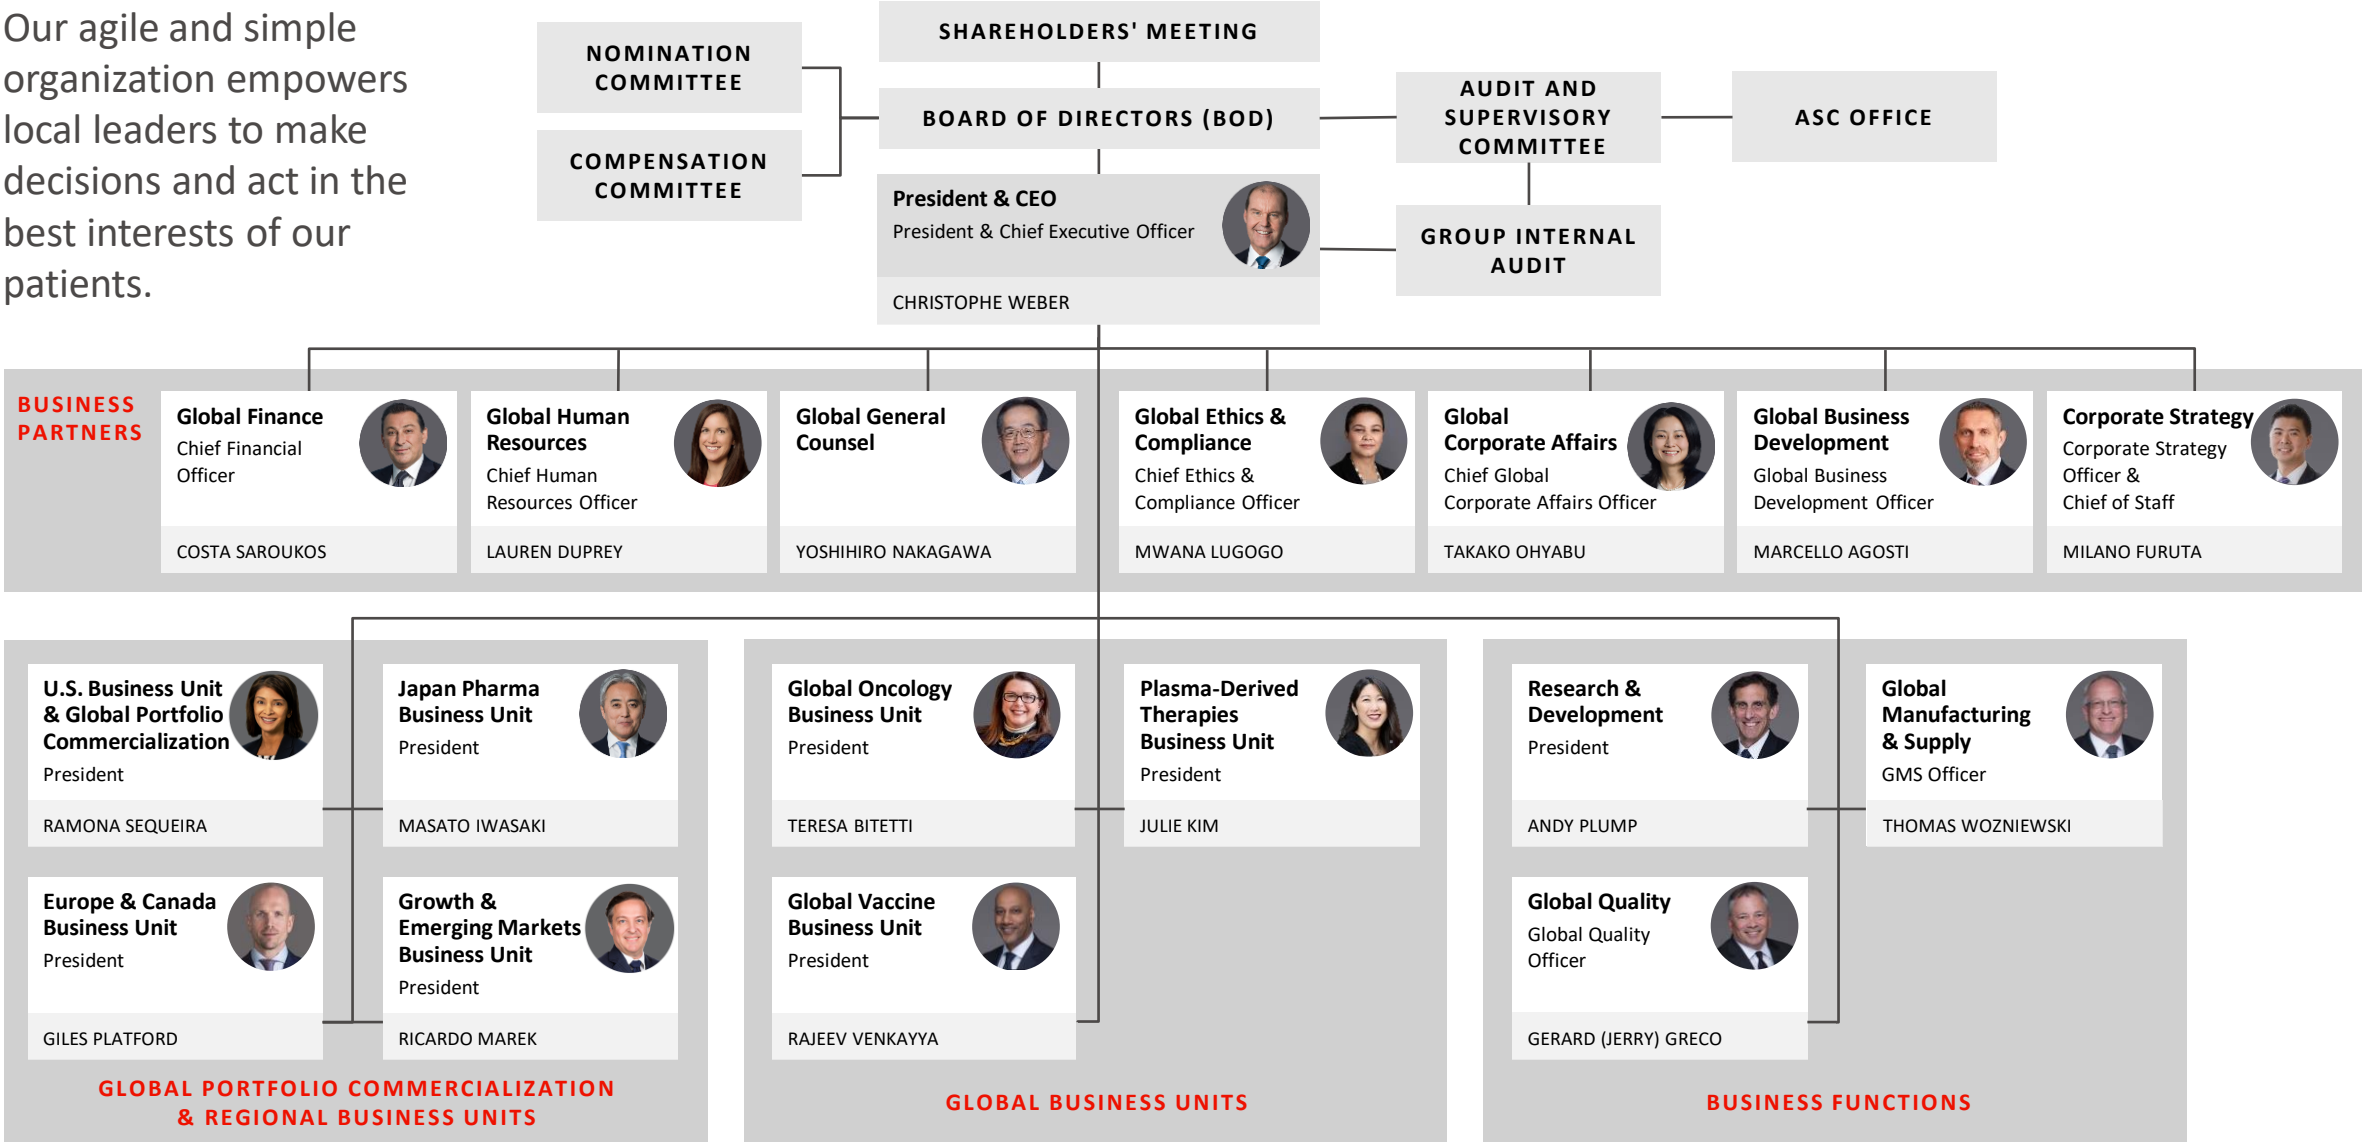 Our agile and simple
organization empowers
local leaders to make
decisions and act in the
best interests of our
patients.
SHAREHOLDERS' MEETING
NOMINATION
COMMITTEE
BOARD OF DIRECTORS (BOD)
AUDIT AND
SUPERVISORY
COMMITTEE
ASC OFFICE
COMPENSATION
COMMITTEE
President & CEO
President & Chief Executive Officer
CHRISTOPHE WEBER
GROUP INTERNAL
AUDIT
BUSINESS
PARTNERS
Global Finance
Chief Financial
Officer
COSTA SAROUKOS
Global Human
Resources
Chief Human
Resources Officer
LAUREN DUPREY
Global General
Counsel
YOSHIHIRO NAKAGAWA
Global Ethics &
Compliance
Chief Ethics &
Compliance Officer
MWANA LUGOGO
Global
Corporate Affairs
Chief Global
Corporate Affairs Officer
TAKAKO OHYABU
Global Business
Development
Global Business
Development Officer
MARCELLO AGOSTI
Corporate Strategy
Corporate Strategy
Officer &
Chief of Staff
MILANO FURUTA
U.S. Business Unit
& Global Portfolio
Commercialization
President
RAMONA SEQUEIRA
Japan Pharma
Business Unit
President
MASATO IWASAKI
Europe & Canada
Business Unit
President
GILES PLATFORD
Growth &
Emerging Markets
Business Unit
President
RICARDO MAREK
GLOBAL PORTFOLIO COMMERCIALIZATION
& REGIONAL BUSINESS UNITS
Global Oncology
Business Unit
President
TERESA BITETTI
Plasma-Derived
Therapies
Business Unit
President
JULIE KIM
Global Vaccine
Business Unit
President
RAJEEV VENKAYYA
GLOBAL BUSINESS UNITS
Research &
Development
President
ANDY PLUMP
Global
Manufacturing
& Supply
GMS Officer
THOMAS WOZNIEWSKI
Global Quality
Global Quality
Officer
GERARD (JERRY) GRECO
BUSINESS FUNCTIONS